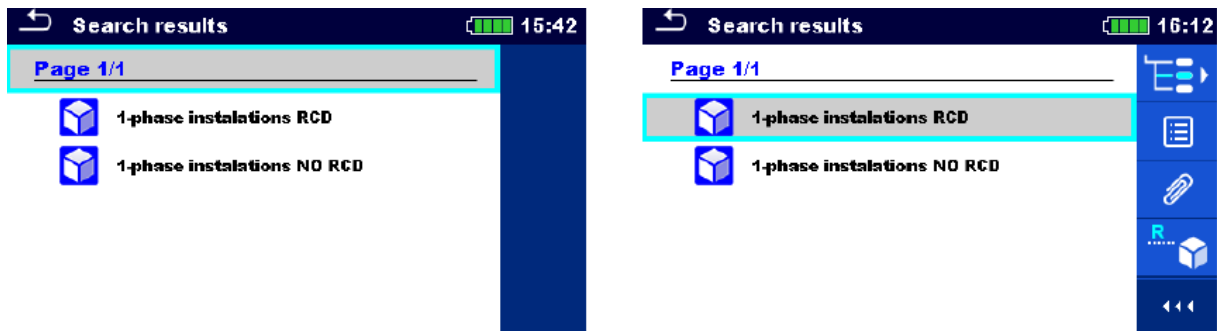 Search results 15:42
Page 1/1
1-phase instalations RCD
1-phase instalations NO RCD
Search results 16:12
Page 1/1
1-phase instalations RCD
1-phase instalations NO RCD
R